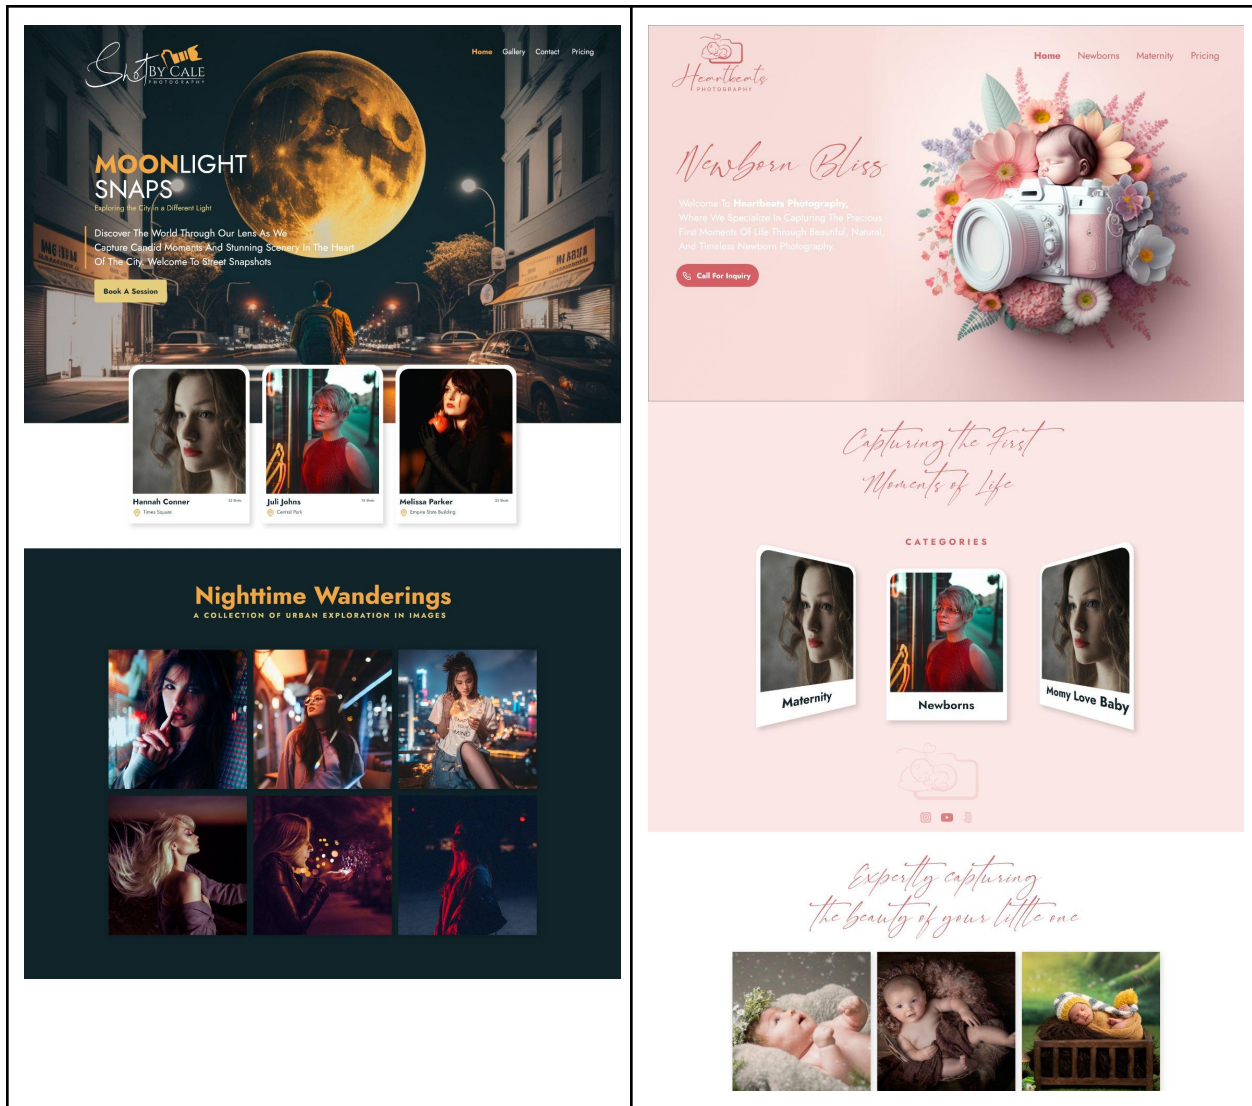 Shot BY CALE
PHOTOGRAPHY
Home Gallery Contact Pricing
MOONLIGHT
SNAPS
Exploring the City in a Different Light
Discover The World Through Our Lens As We
Capture Candid Moments And Stunning Scenery In The Heart
Of The City. Welcome To Street Snapshots
Book A Session
Hannah Conner
Times Square
Juli Johns
Central Park
Melissa Parker
Empire State Building
Nighttime Wanderings
A COLLECTION OF URBAN EXPLORATION IN IMAGES
MIND
Heartbeats
PHOTOGRAPHY
Home Newborns Maternity Pricing
Newborn Bliss
Welcome To Heartbeats Photography,
Where We Specialize In Capturing The Precious
First Moments Of Life Through Beautiful, Natural,
And Timeless Newborn Photography
Call For Inquiry
Capturing the First
Moments of Life
CATEGORIES
Maternity
Newborns
Momy Love Baby
Expertly capturing
the beauty of your little one